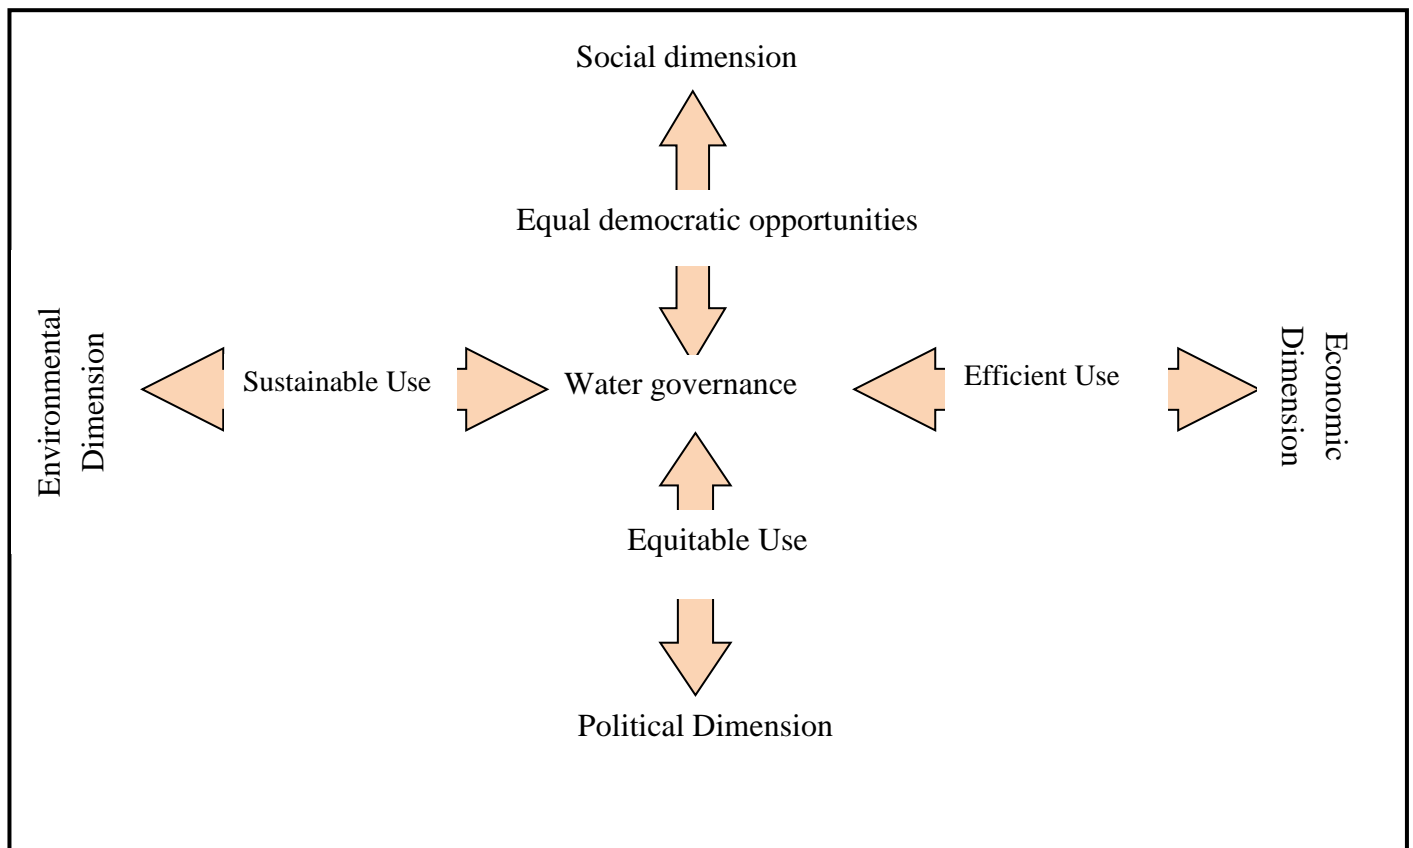 Social dimension
Equal democratic opportunities
Environmental
Dimension
Sustainable Use
Water governance
Efficient Use
Economic
Dimension
Equitable Use
Political Dimension